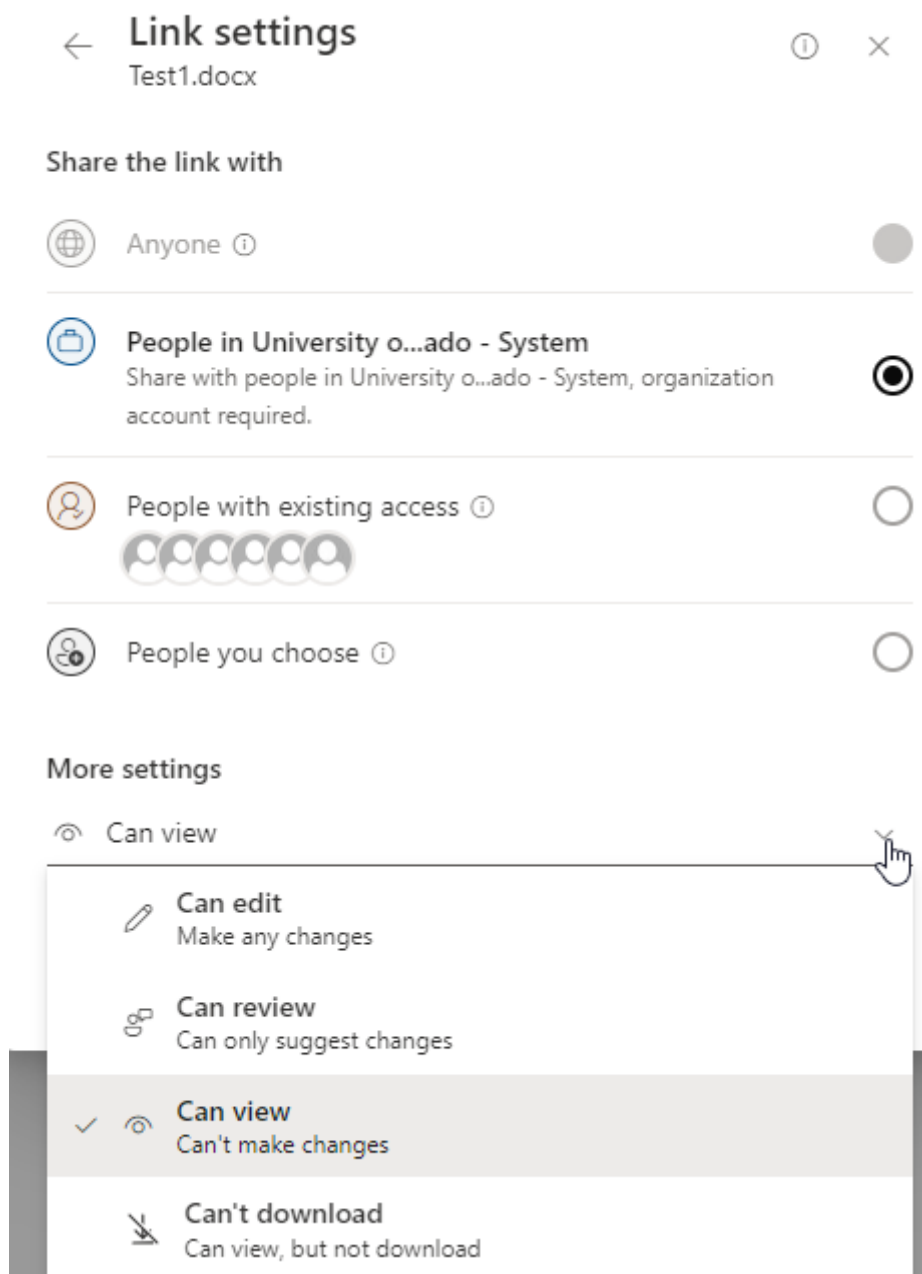 Link settings
Test1.docx
Share the link with
Anyone
People in University o...ado - System
Share with people in University o...ado - System, organization
account required.
People with existing access
People you choose
More settings
Can view
Can edit
Make any changes
Can review
Can only suggest changes
Can view
Can't make changes
Can't download
Can view, but not download